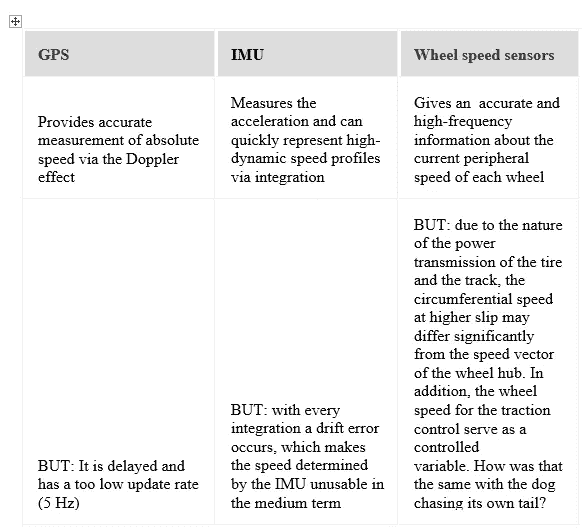 GPS
IMU
Wheel speed sensors
Provides accurate
measurement of absolute
speed via the Doppler
effect
Measures the
acceleration and can
quickly represent high-
dynamic speed profiles
via integration
Gives an  accurate and
high-frequency
information about the
current peripheral
speed of each wheel
BUT: It is delayed and
has a too low update rate
(5 Hz)
BUT: with every
integration a drift error
occurs, which makes
the speed determined
by the IMU unusable in
the medium term
BUT: due to the nature
of the power
transmission of the tire
and the track, the
circumferential speed
at higher slip may
differ significantly
from the speed vector
of the wheel hub. In
addition, the wheel
speed for the traction
control serve as a
controlled
variable. How was that
the same with the dog
chasing its own tail?